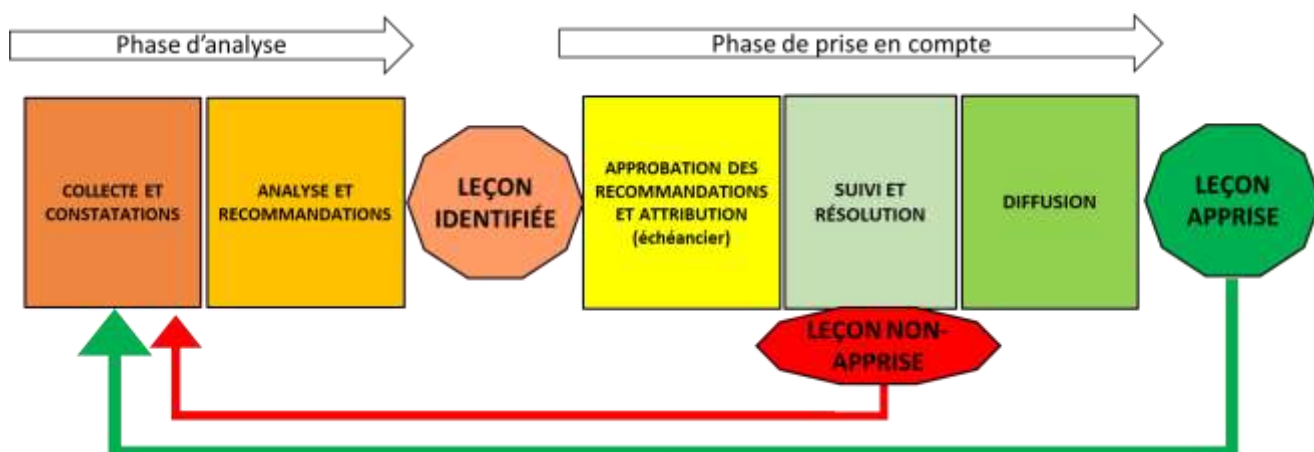 Phase d'analyse
Phase de prise en compte
COLLECTE ET
CONSTATATIONS
ANALYSE ET
RECOMMANDATIONS
LEÇON
IDENTIFIÉE
APPROBATION DES
RECOMMANDATIONS
ET ATTRIBUTION
(échéancier)
SUIVI ET
RÉSOLUTION
DIFFUSION
LEÇON
APPRISE
LEÇON NON-
APPRISE